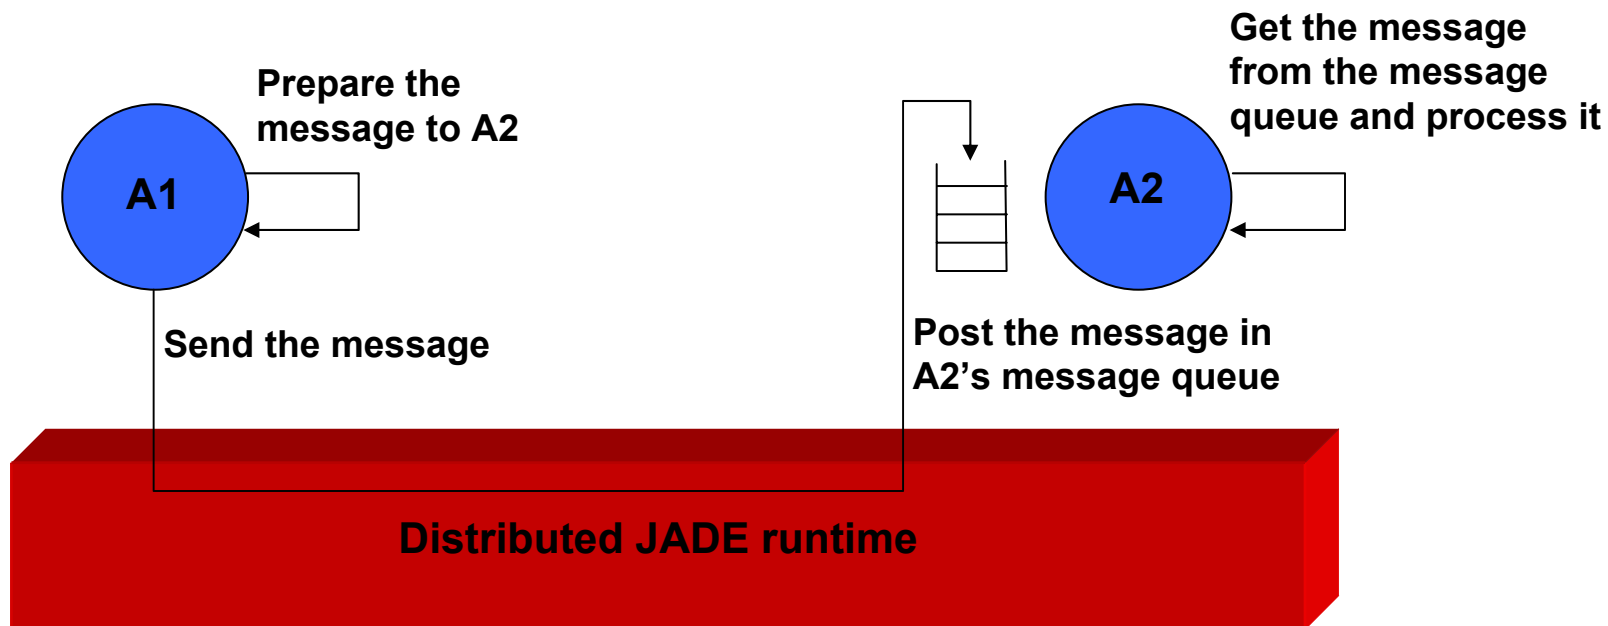 Prepare the
message to A2
A1
Send the message
Get the message
from the message
queue and process it
A2
Post the message in
A2’s message queue
Distributed JADE runtime